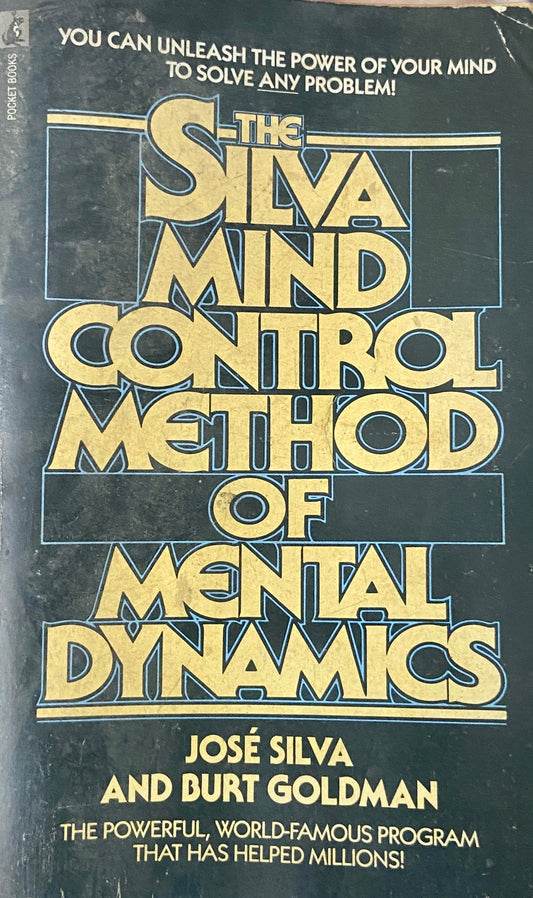 POCKET BOOKS
YOU CAN UNLEASH THE POWER OF YOUR MIND
TO SOLVE ANY PROBLEM!
THE
SILVA
MIND
CONTROL
METHOD
OF
MENTAL
DYNAMICS
JOSÉ SILVA
AND BURT GOLDMAN
THE POWERFUL, WORLD-FAMOUS PROGRAM
THAT HAS HELPED MILLIONS!